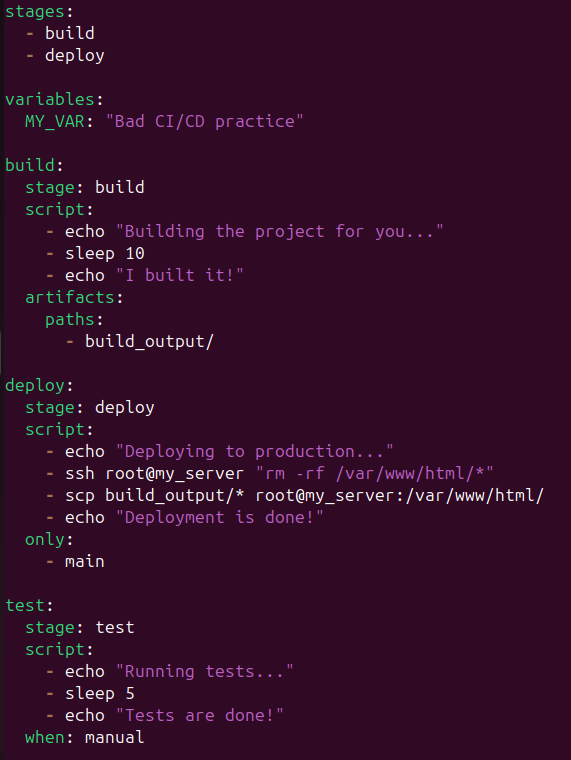 stages:
  - build
  - deploy

variables:
  MY_VAR: "Bad CI/CD practice"

build:
  stage: build
  script:
    - echo "Building the project for you..."
    - sleep 10
    - echo "I built it!"
  artifacts:
    paths:
      - build_output/

deploy:
  stage: deploy
  script:
    - echo "Deploying to production..."
    - ssh root@my_server "rm -rf /var/www/html/*"
    - scp build_output/* root@my_server:/var/www/html/
    - echo "Deployment is done!"
  only:
    - main

test:
  stage: test
  script:
    - echo "Running tests..."
    - sleep 5
    - echo "Tests are done!"
  when: manual